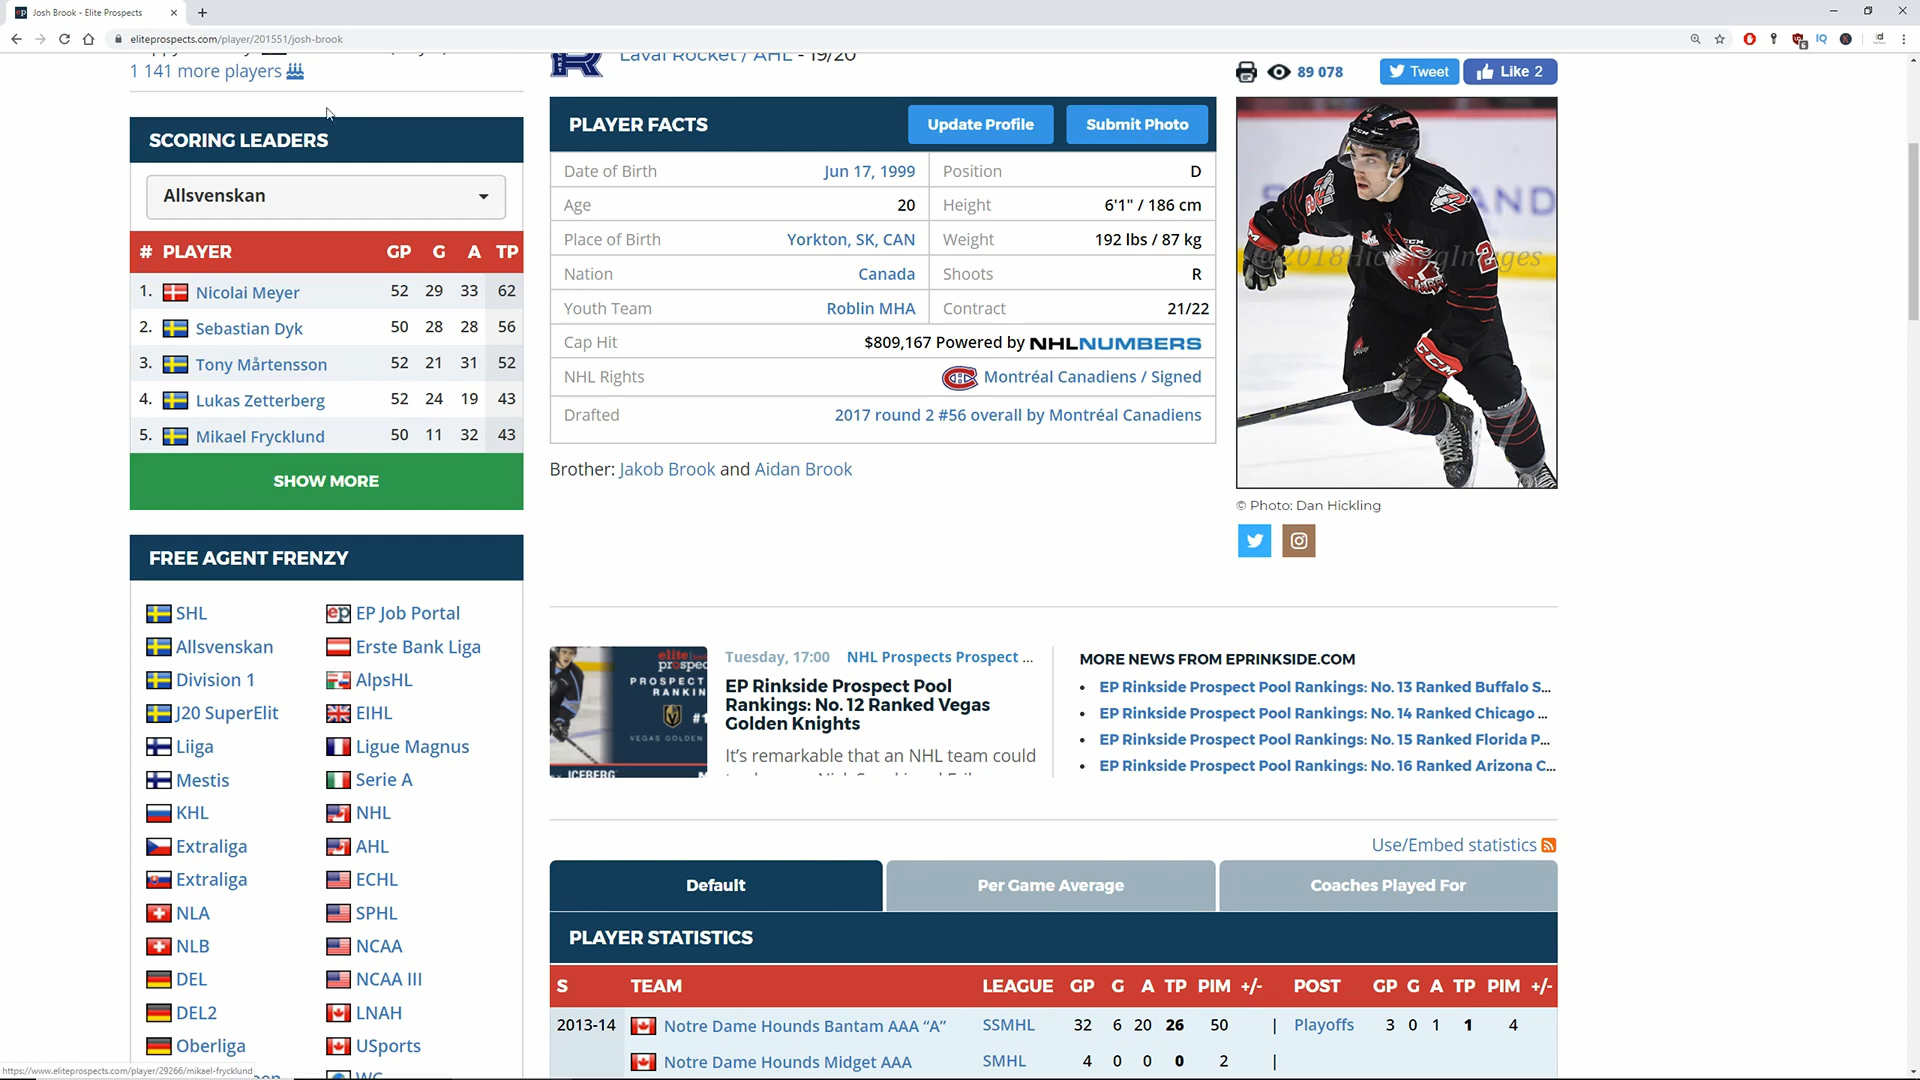 Josh Brook - Elite Prospects
eliteprospects.com/player/201551/josh-brook
1 141 more players
Laval Rocket / AHL - 19/20
89 078
Tweet
Like 2
SCORING LEADERS
Allsvenskan
# PLAYER GP G A TP
1. Nicolai Meyer 52 29 33 62
2. Sebastian Dyk 50 28 28 56
3. Tony Mårtensson 52 21 31 52
4. Lukas Zetterberg 52 24 19 43
5. Mikael Frycklund 50 11 32 43
SHOW MORE
FREE AGENT FRENZY
SHL EP Job Portal
Allsvenskan Erste Bank Liga
Division 1 AlpsHL
J20 SuperElit EIHL
Liiga Ligue Magnus
Mestis Serie A
KHL NHL
Extraliga AHL
Extraliga ECHL
NLA SPHL
NLB NCAA
DEL NCAA III
DEL2 LNAH
Oberliga USports
https://www.eliteprospects.com/player/29266/mikael-frycklund
PLAYER FACTS Update Profile Submit Photo
Date of Birth Jun 17, 1999 Position D
Age 20 Height 6'1" / 186 cm
Place of Birth Yorkton, SK, CAN Weight 192 lbs / 87 kg
Nation Canada Shoots R
Youth Team Roblin MHA Contract 21/22
Cap Hit $809,167 Powered by NHLNUMBERS
NHL Rights Montréal Canadiens / Signed
Drafted 2017 round 2 #56 overall by Montréal Canadiens
Brother: Jakob Brook and Aidan Brook
© Photo: Dan Hickling
Tuesday, 17:00 NHL Prospects Prospect ...
EP Rinkside Prospect Pool
Rankings: No. 12 Ranked Vegas
Golden Knights
It's remarkable that an NHL team could
MORE NEWS FROM EPRINKSIDE.COM
EP Rinkside Prospect Pool Rankings: No. 13 Ranked Buffalo S...
EP Rinkside Prospect Pool Rankings: No. 14 Ranked Chicago ...
EP Rinkside Prospect Pool Rankings: No. 15 Ranked Florida P...
EP Rinkside Prospect Pool Rankings: No. 16 Ranked Arizona C...
Use/Embed statistics
Default Per Game Average Coaches Played For
PLAYER STATISTICS
S TEAM LEAGUE GP G A TP PIM +/- POST GP G A TP PIM +/-
2013-14 Notre Dame Hounds Bantam AAA "A" SSMHL 32 6 20 26 50 | Playoffs 3 0 1 1 4
Notre Dame Hounds Midget AAA SMHL 4 0 0 0 2 |